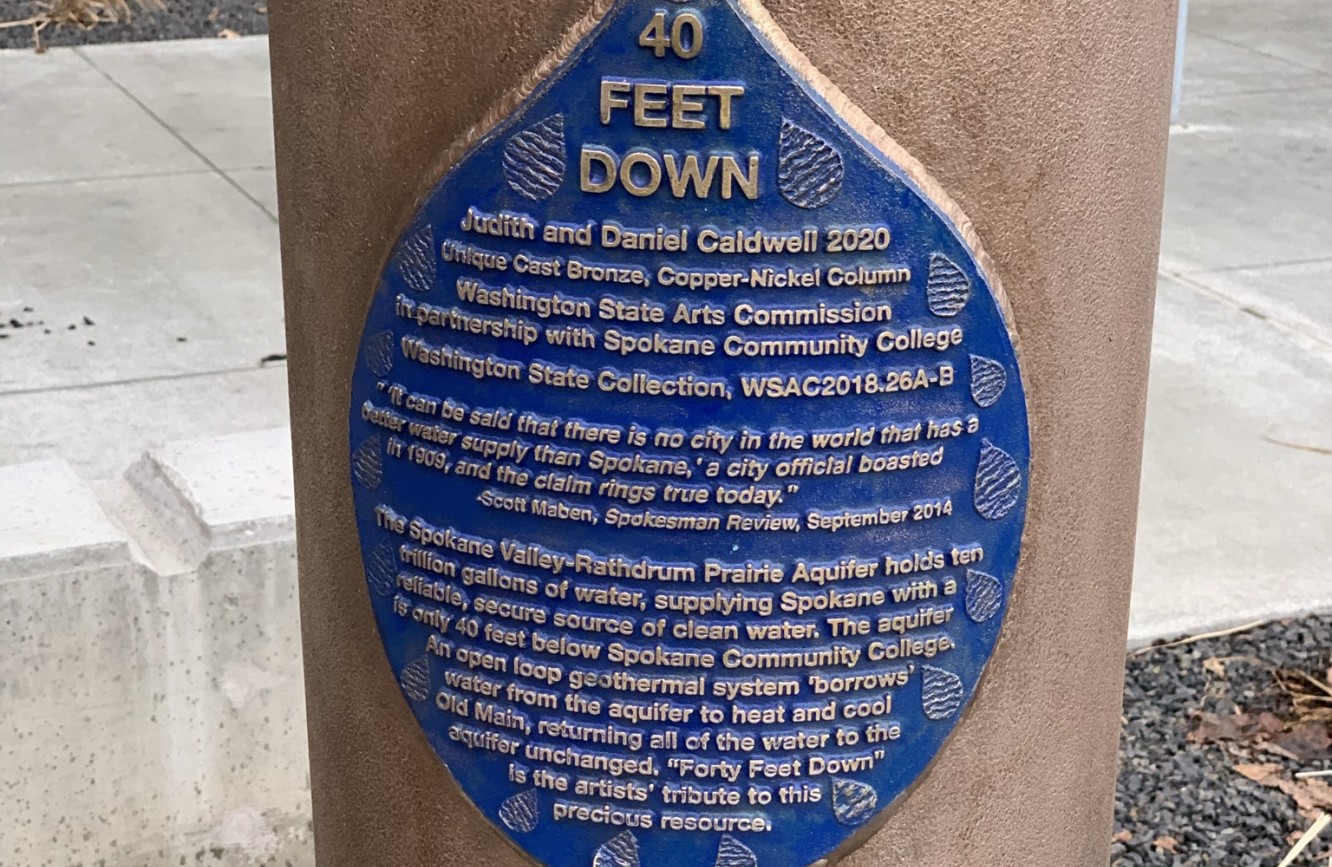 40
FEET
DOWN
Judith and Daniel Caldwell 2020
Unique Cast Bronze, Copper-Nickel Column
Washington State Arts Commission
in partnership with Spokane Community College
Washington State Collection, WSAC2018.26A-B
" 'It can be said that there is no city in the world that has a
better water supply than Spokane,' a city official boasted
in 1909, and the claim rings true today."
-Scott Maben, Spokesman Review, September 2014
The Spokane Valley-Rathdrum Prairie Aquifer holds ten
trillion gallons of water, supplying Spokane with a
reliable, secure source of clean water. The aquifer
is only 40 feet below Spokane Community College.
An open loop geothermal system 'borrows'
water from the aquifer to heat and cool
Old Main, returning all of the water to the
aquifer unchanged. "Forty Feet Down"
is the artists' tribute to this
precious resource.